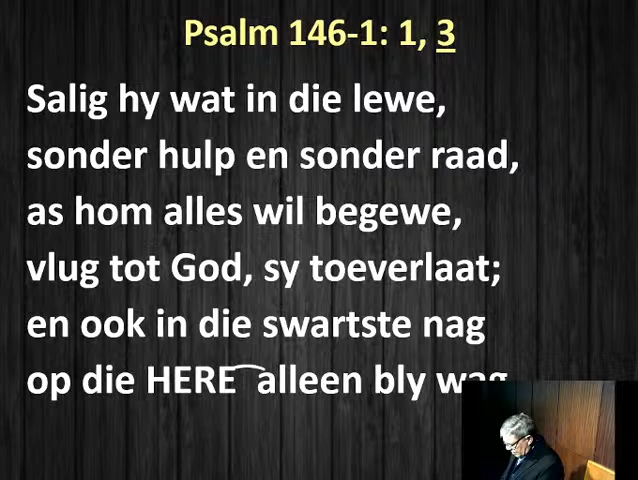 Psalm 146-1: 1, 3
Salig hy wat in die lewe,
sonder hulp en sonder raad,
as hom alles wil begewe,
vlug tot God, sy toeverlaat;
en ook in die swartste nag
op die HERE alleen bly wag